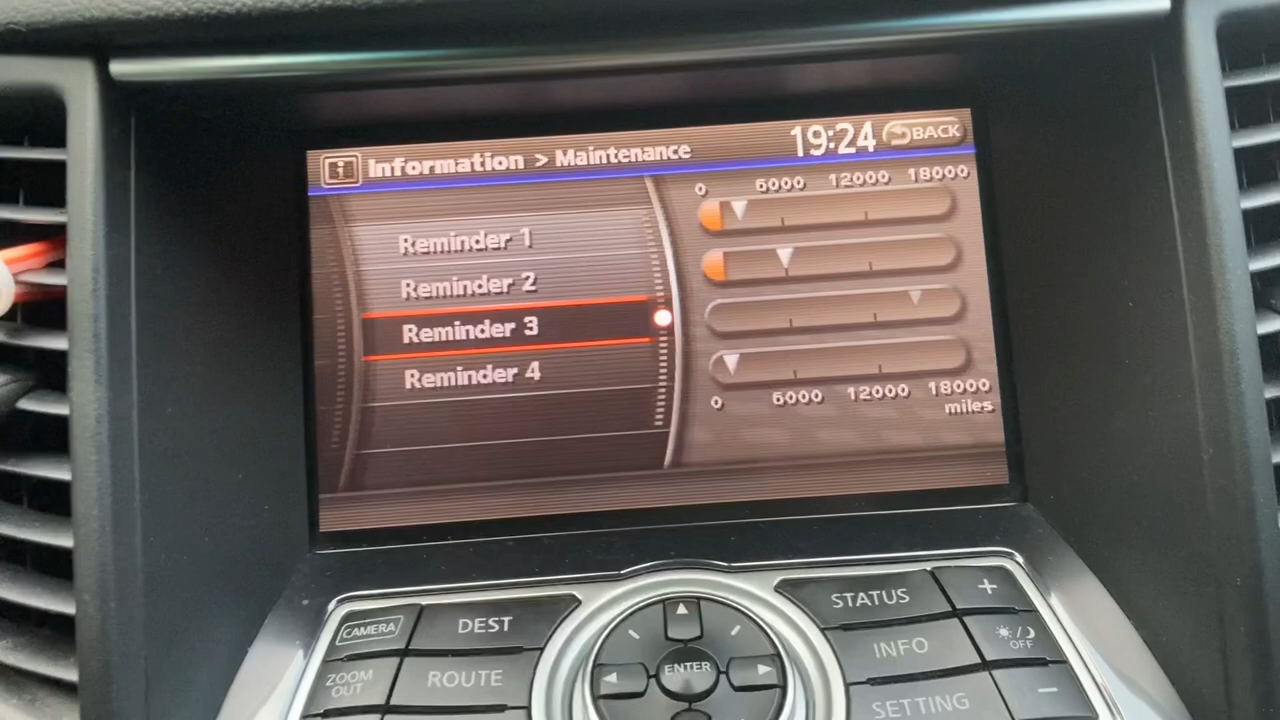 Information > Maintenance 19:24 BACK
0 6000 12000 18000
Reminder 1
Reminder 2
Reminder 3
Reminder 4
0 6000 12000 18000
miles
CAMERA DEST STATUS +
ZOOM OUT ROUTE ENTER INFO OFF
SETTING −